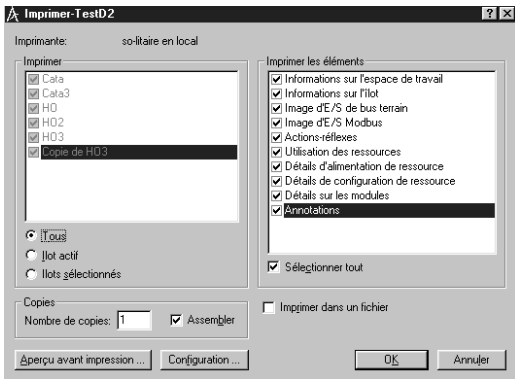 Imprimer-TestD2
Imprimante: so-litaire en local
Imprimer
Cata
Cata3
HO
HO2
HO3
Copie de HO3
Tous
Ilot actif
Ilots sélectionnés
Imprimer les éléments
Informations sur l'espace de travail
Informations sur l'îlot
Image d'E/S de bus terrain
Image d'E/S Modbus
Actions-réflexes
Utilisation des ressources
Détails d'alimentation de ressource
Détails de configuration de ressource
Détails sur les modules
Annotations
Sélectionner tout
Copies
Nombre de copies: 1
Assembler
Imprimer dans un fichier
Aperçu avant impression ...
Configuration ...
OK
Annuler